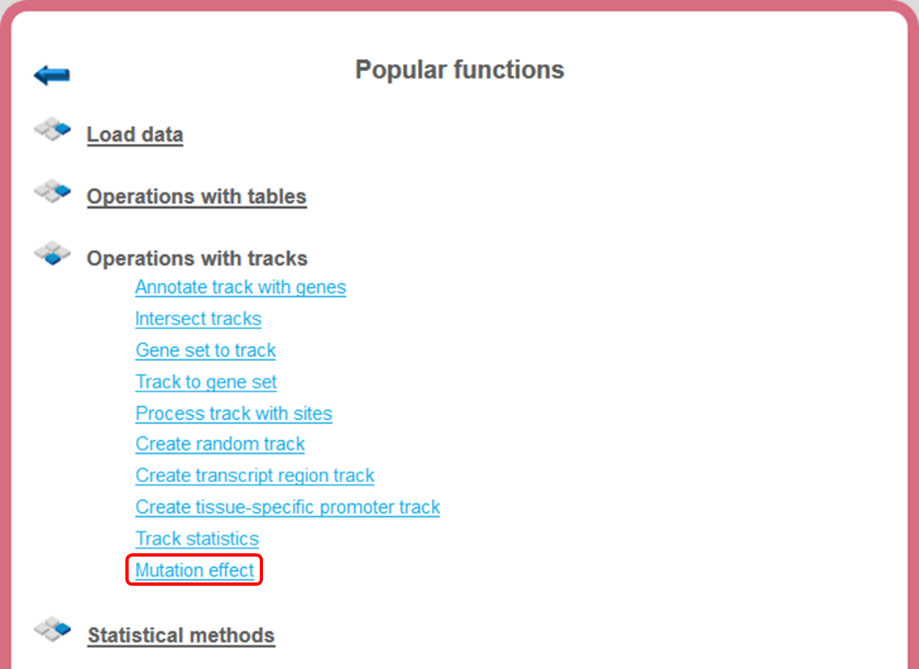 Popular functions
Load data
Operations with tables
Operations with tracks
Annotate track with genes
Intersect tracks
Gene set to track
Track to gene set
Process track with sites
Create random track
Create transcript region track
Create tissue-specific promoter track
Track statistics
Mutation effect
Statistical methods